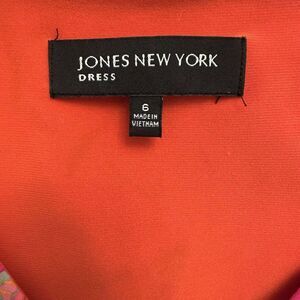 JONES NEW YORK
DRESS
6
MADE IN
VIETNAM